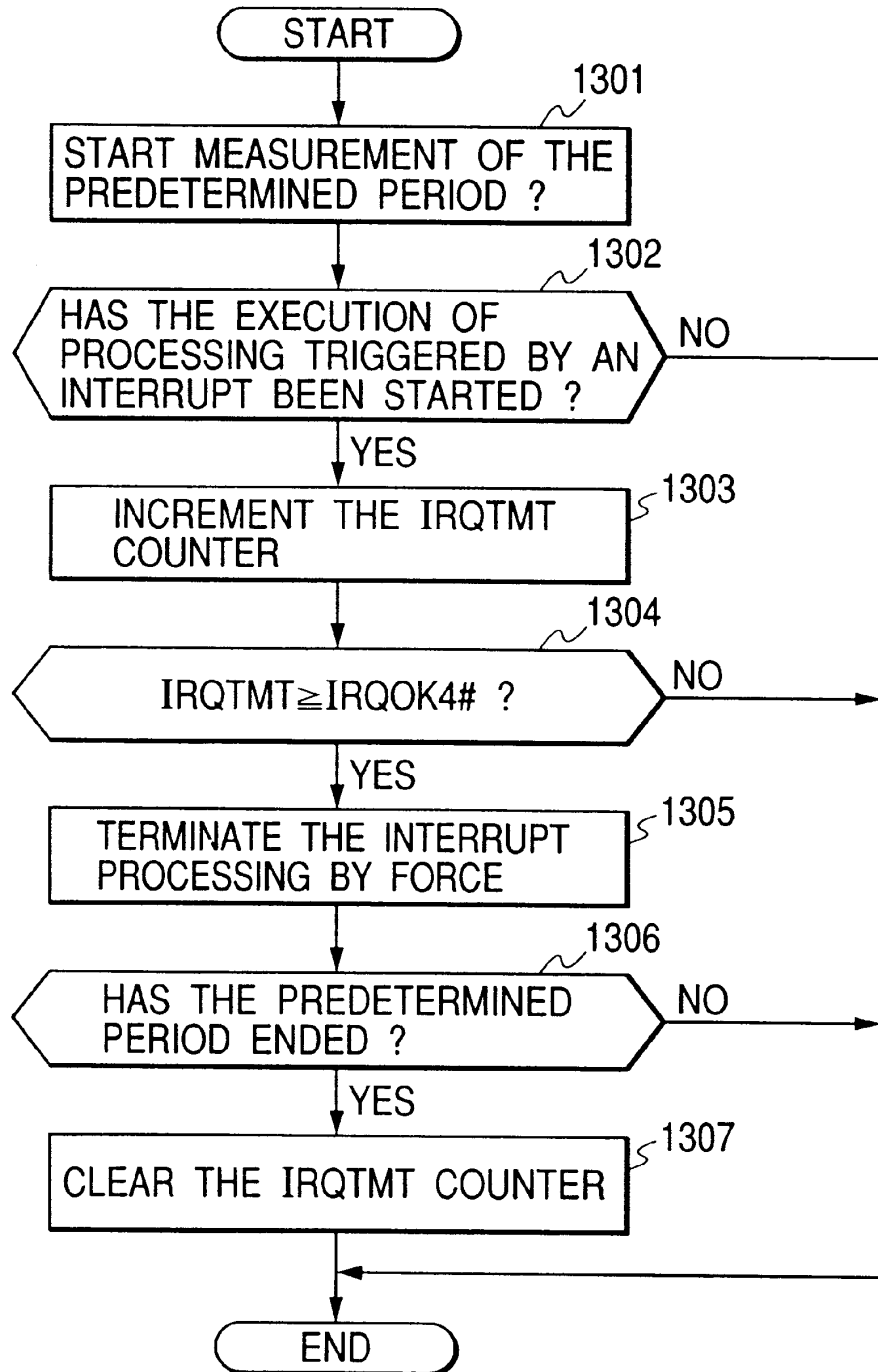 START
1301
START MEASUREMENT OF THE
PREDETERMINED PERIOD ?
1302
HAS THE EXECUTION OF
PROCESSING TRIGGERED BY AN
INTERRUPT BEEN STARTED ?
NO
YES
1303
INCREMENT THE IRQTMT
COUNTER
1304
IRQTMT≧IRQOK4# ?
NO
YES
1305
TERMINATE THE INTERRUPT
PROCESSING BY FORCE
1306
HAS THE PREDETERMINED
PERIOD ENDED ?
NO
YES
1307
CLEAR THE IRQTMT COUNTER
END